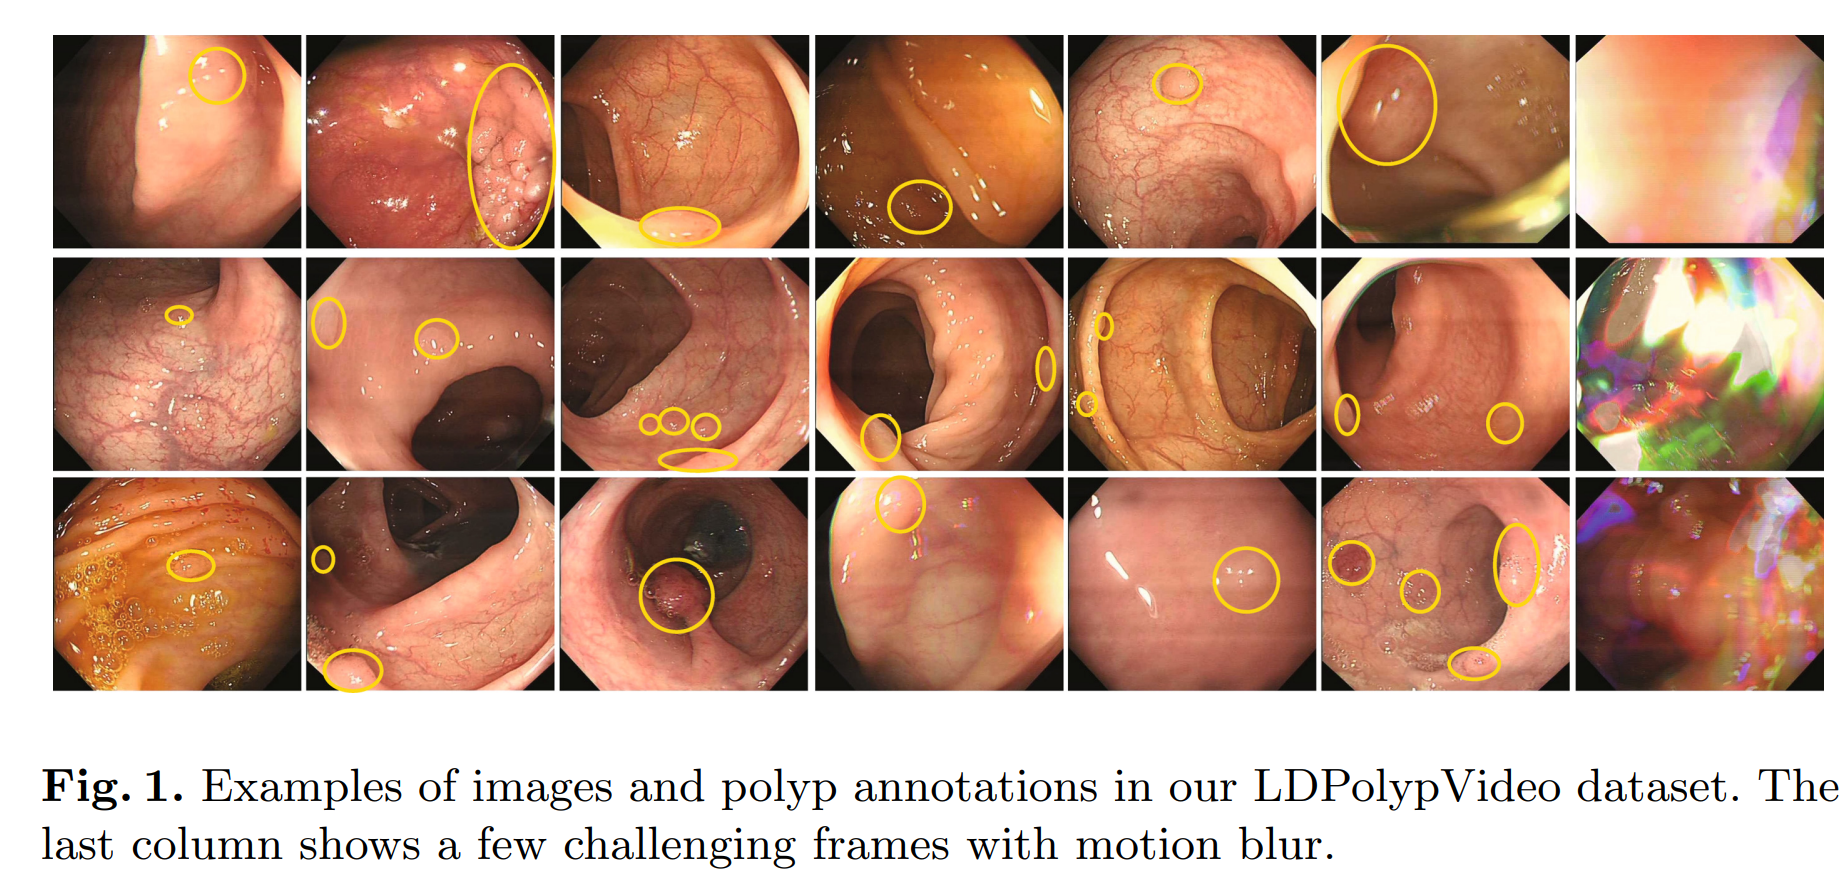 Fig. 1. Examples of images and polyp annotations in our LDPolypVideo dataset. The
last column shows a few challenging frames with motion blur.